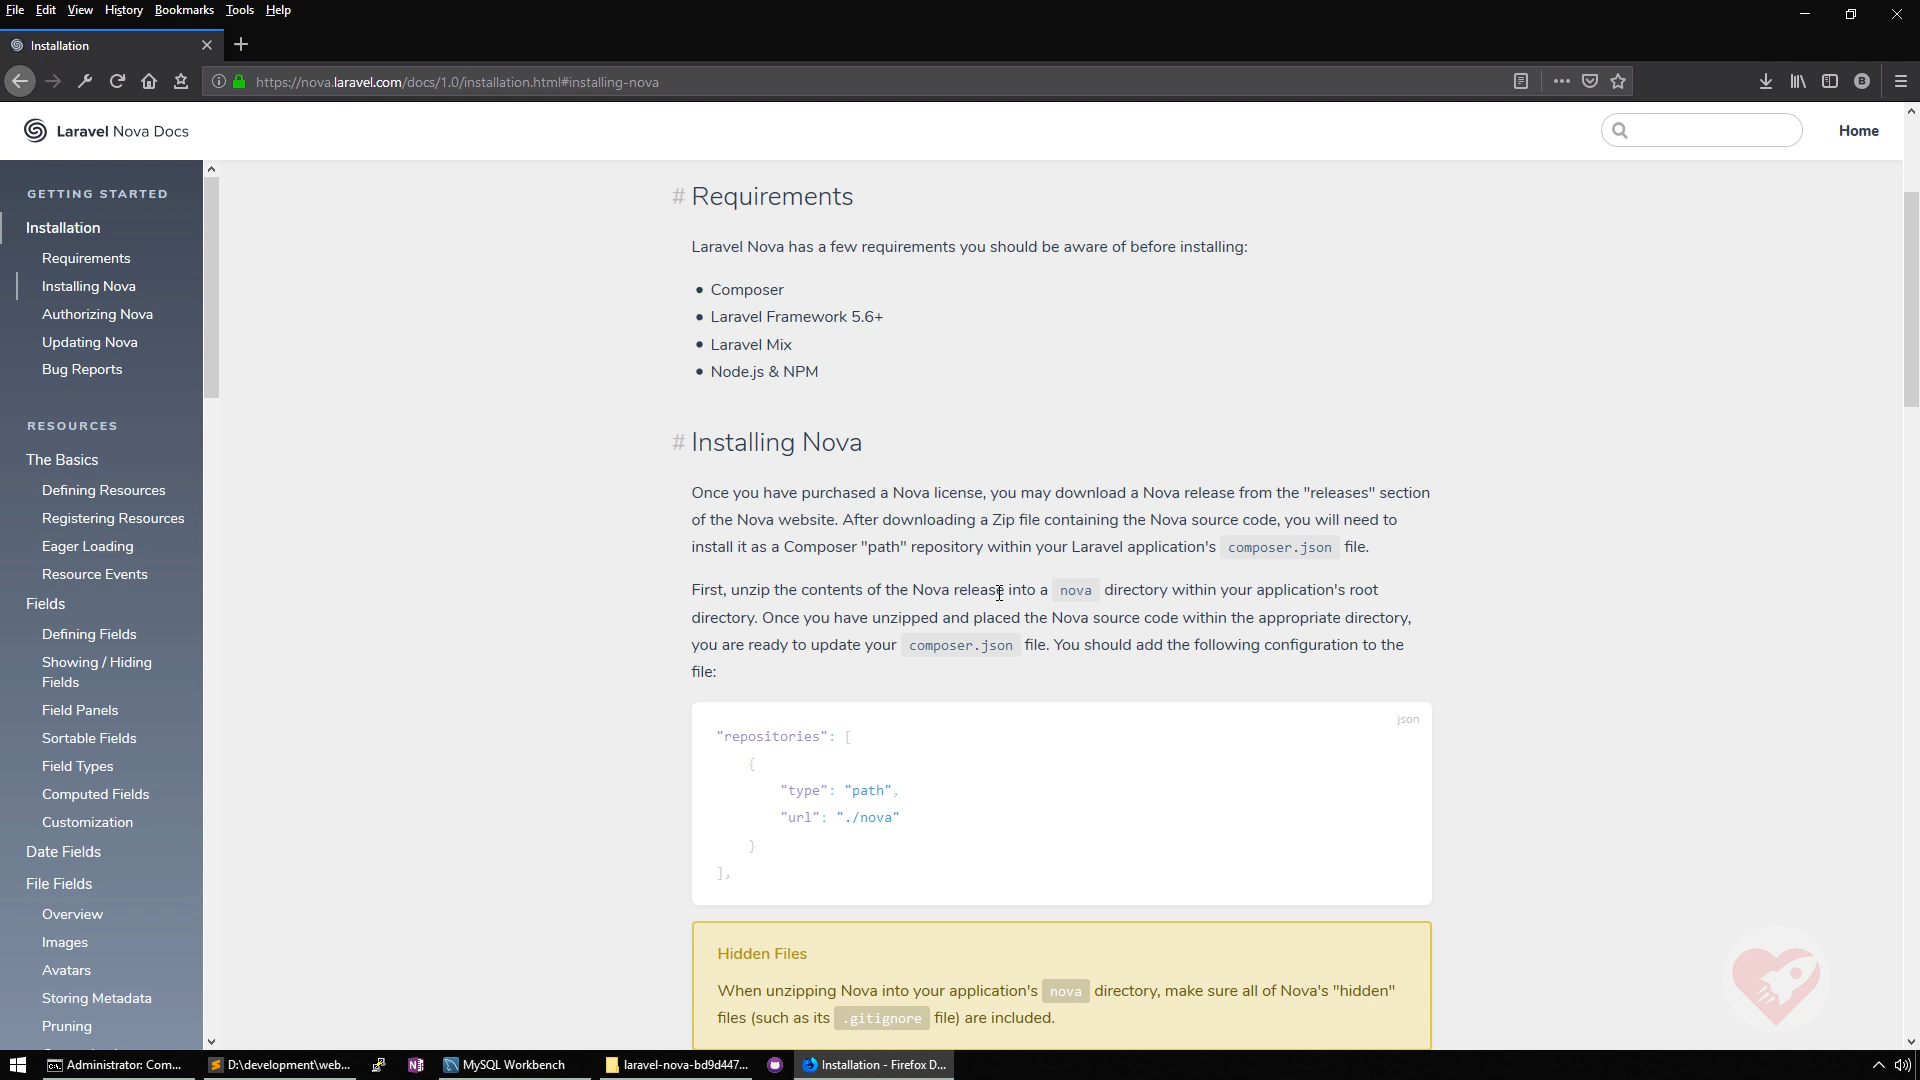 File Edit View History Bookmarks Tools Help
Installation
https://nova.laravel.com/docs/1.0/installation.html#installing-nova
B
Laravel Nova Docs
Home
GETTING STARTED
Installation
Requirements
Installing Nova
Authorizing Nova
Updating Nova
Bug Reports
RESOURCES
The Basics
Defining Resources
Registering Resources
Eager Loading
Resource Events
Fields
Defining Fields
Showing / Hiding
Fields
Field Panels
Sortable Fields
Field Types
Computed Fields
Customization
Date Fields
File Fields
Overview
Images
Avatars
Storing Metadata
Pruning
# Requirements
Laravel Nova has a few requirements you should be aware of before installing:
• Composer
• Laravel Framework 5.6+
• Laravel Mix
• Node.js & NPM
# Installing Nova
Once you have purchased a Nova license, you may download a Nova release from the "releases" section
of the Nova website. After downloading a Zip file containing the Nova source code, you will need to
install it as a Composer "path" repository within your Laravel application's composer.json file.
First, unzip the contents of the Nova release into a nova directory within your application's root
directory. Once you have unzipped and placed the Nova source code within the appropriate directory,
you are ready to update your composer.json file. You should add the following configuration to the
file:
json
"repositories": [
{
"type": "path",
"url": "./nova"
}
],
Hidden Files
When unzipping Nova into your application's nova directory, make sure all of Nova's "hidden"
files (such as its .gitignore file) are included.
Administrator: Com...
D:\development\web...
MySQL Workbench
laravel-nova-bd9d447...
Installation - Firefox D...